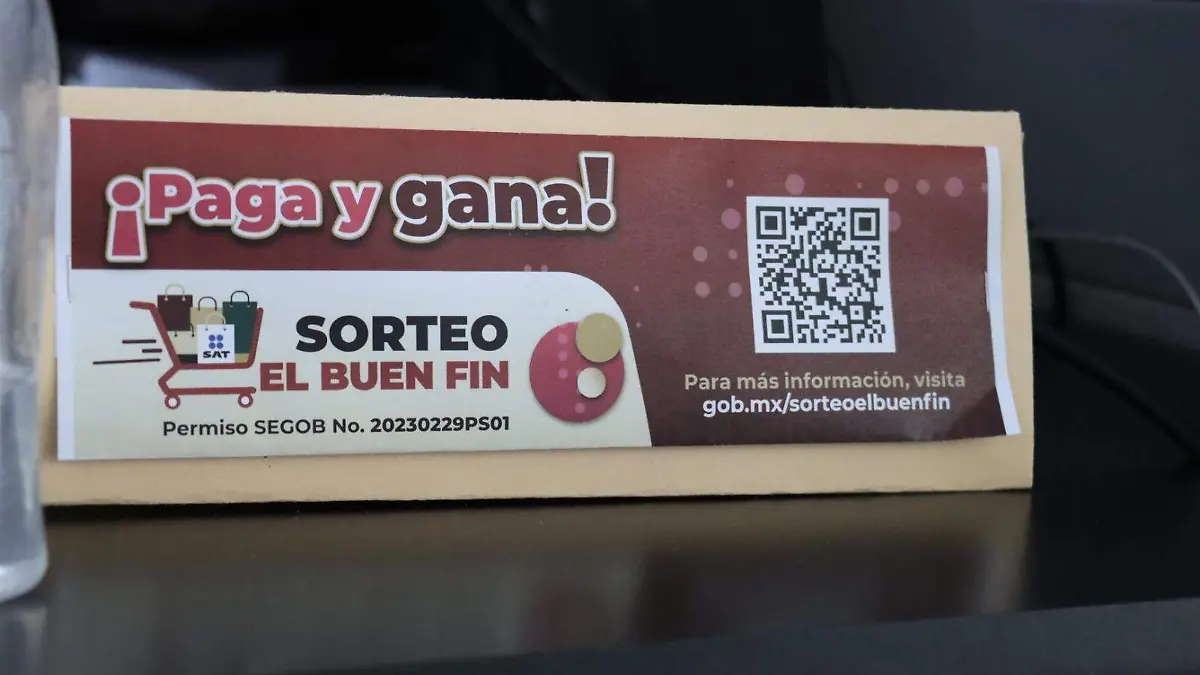 ¡Paga y gana!
SAT
SORTEO
EL BUEN FIN
Permiso SEGOB No. 20230229PS01
Para más información, visita
gob.mx/sorteoelbuenfin